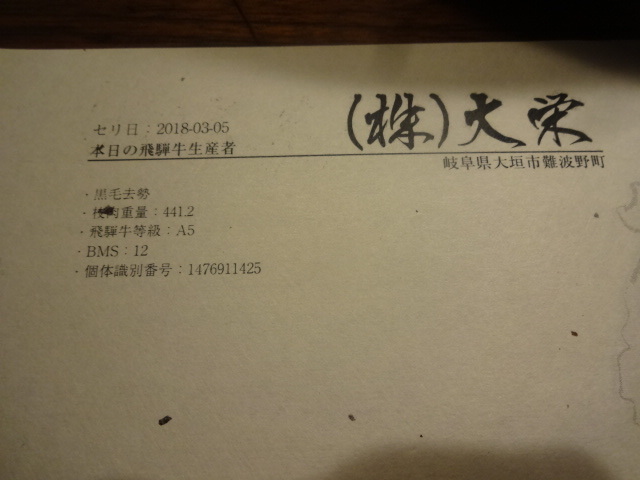 セリ日：2018-03-05
本日の飛騨牛生産者
(株)大栄
岐阜県大垣市難波野町
・黒毛去勢
・枝肉重量：441.2
・飛騨牛等級：A5
・BMS：12
・個体識別番号：1476911425